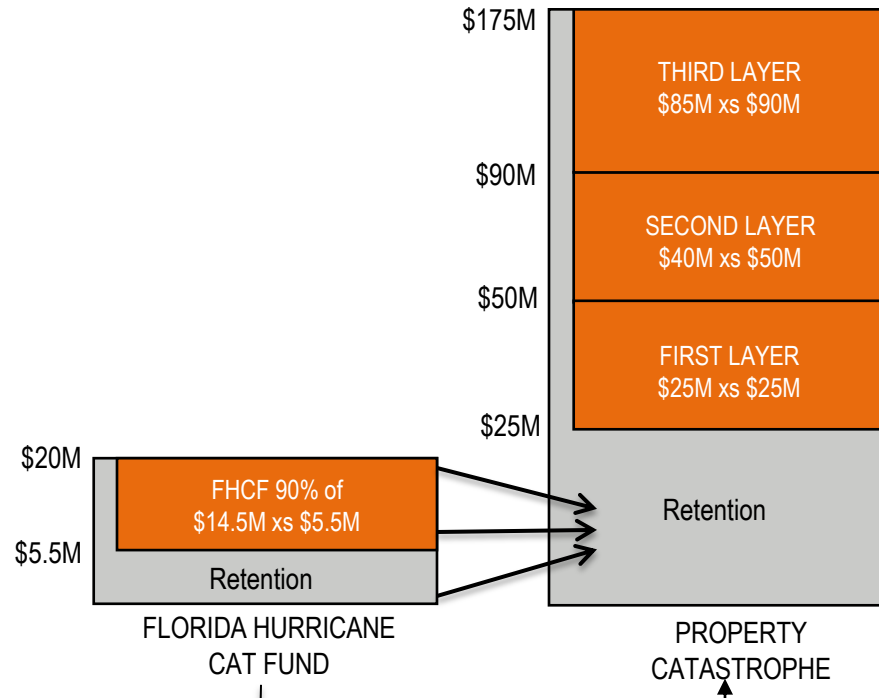 $175M
THIRD LAYER
$85M xs $90M
$90M
SECOND LAYER
$40M xs $50M
$50M
FIRST LAYER
$25M xs $25M
$25M
$20M
FHCF 90% of
$14.5M xs $5.5M
Retention
$5.5M
Retention
FLORIDA HURRICANE
CAT FUND
PROPERTY
CATASTROPHE